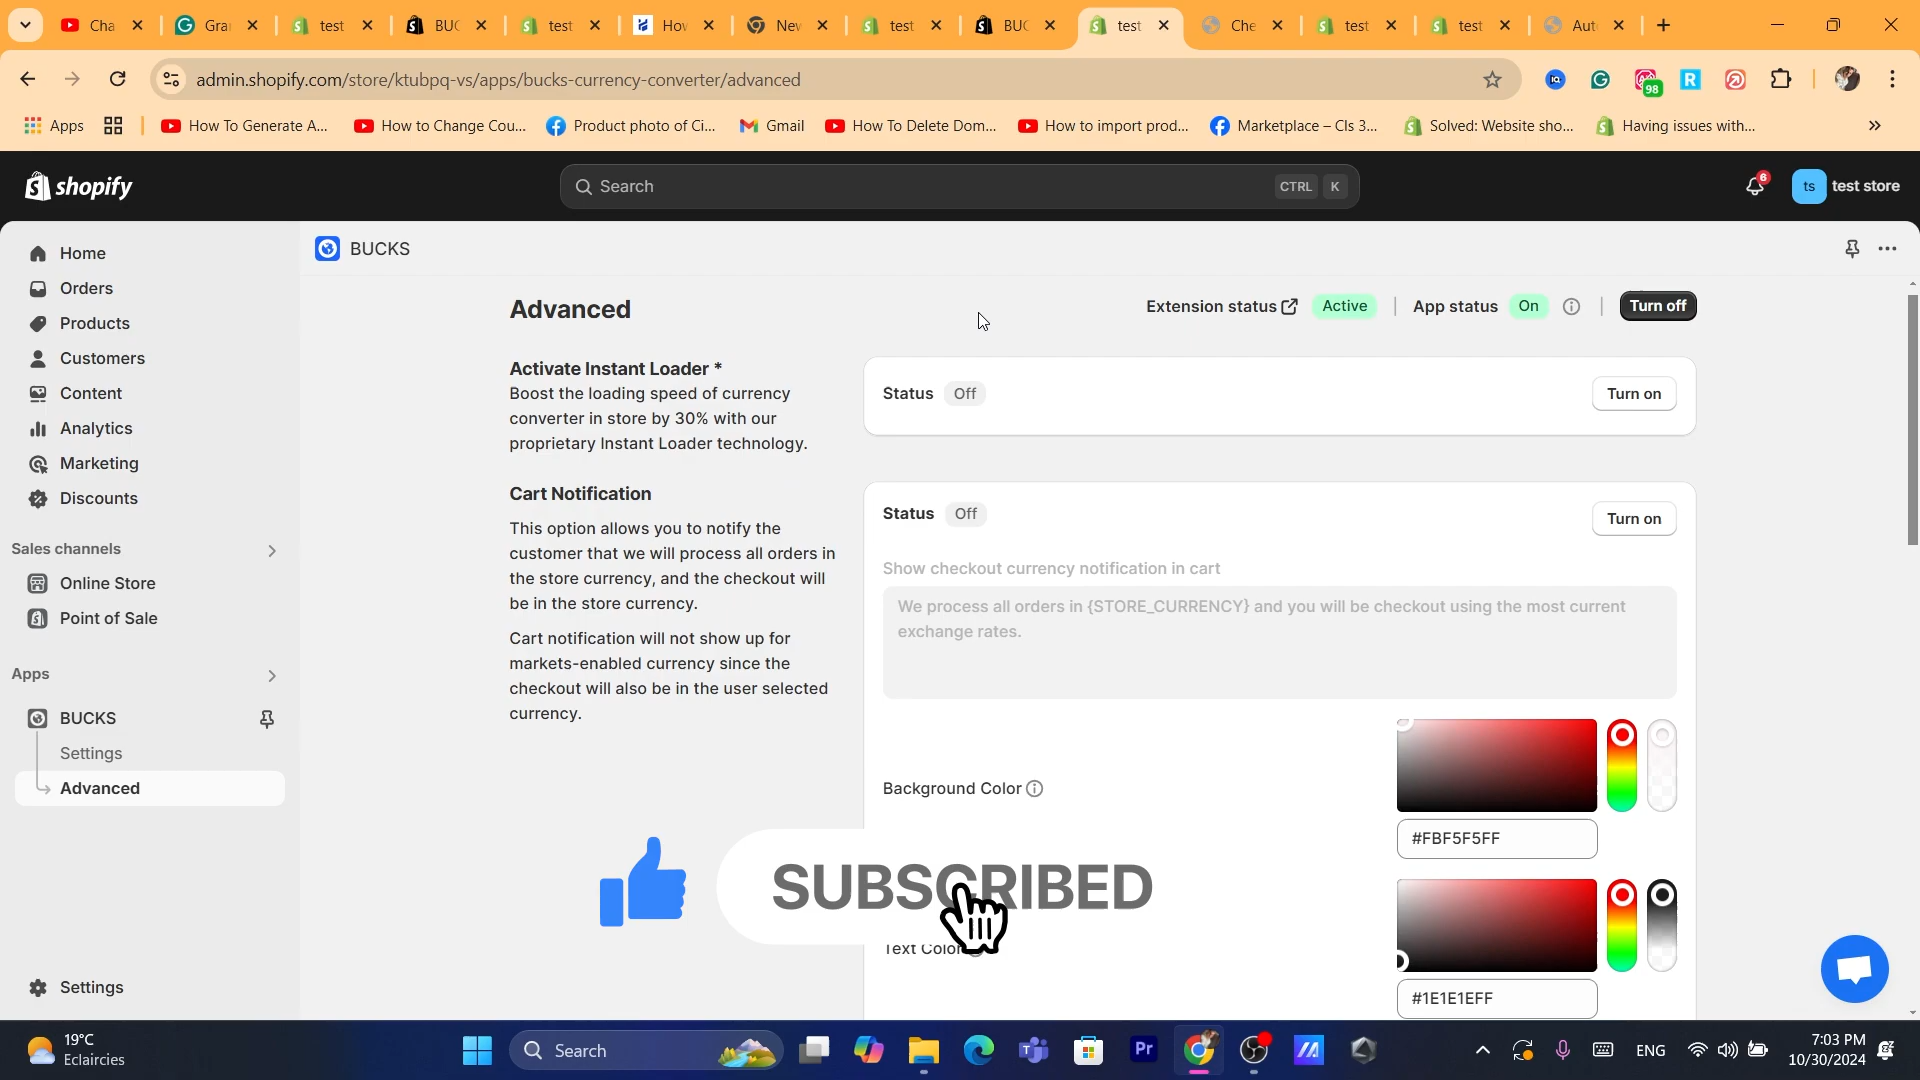 Cha
Gra
test
BUC
test
How
New
test
BUC
test
Che
test
test
Aut
admin.shopify.com/store/ktubpq-vs/apps/bucks-currency-converter/advanced
98
Apps
How To Generate A...
How to Change Cou...
Product photo of Ci...
Gmail
How To Delete Dom...
How to import prod...
Marketplace – Cls 3...
Solved: Website sho...
Having issues with...
shopify
Search
CTRL K
6
ts
test store
Home
Orders
Products
Customers
Content
Analytics
Marketing
Discounts
Sales channels
Online Store
Point of Sale
Apps
BUCKS
Settings
Advanced
Settings
BUCKS
Advanced
Extension status
Active
App status
On
Turn off
Activate Instant Loader *
Boost the loading speed of currency
converter in store by 30% with our
proprietary Instant Loader technology.
Status Off
Turn on
Cart Notification
This option allows you to notify the
customer that we will process all orders in
the store currency, and the checkout will
be in the store currency.
Cart notification will not show up for
markets-enabled currency since the
checkout will also be in the user selected
currency.
Status Off
Turn on
Show checkout currency notification in cart
We process all orders in {STORE_CURRENCY} and you will be checkout using the most current
exchange rates.
Background Color
#FBF5F5FF
SUBSCRIBED
Text Color
#1E1E1EFF
19°C
Eclaircies
Search
Pr
ENG
7:03 PM
10/30/2024